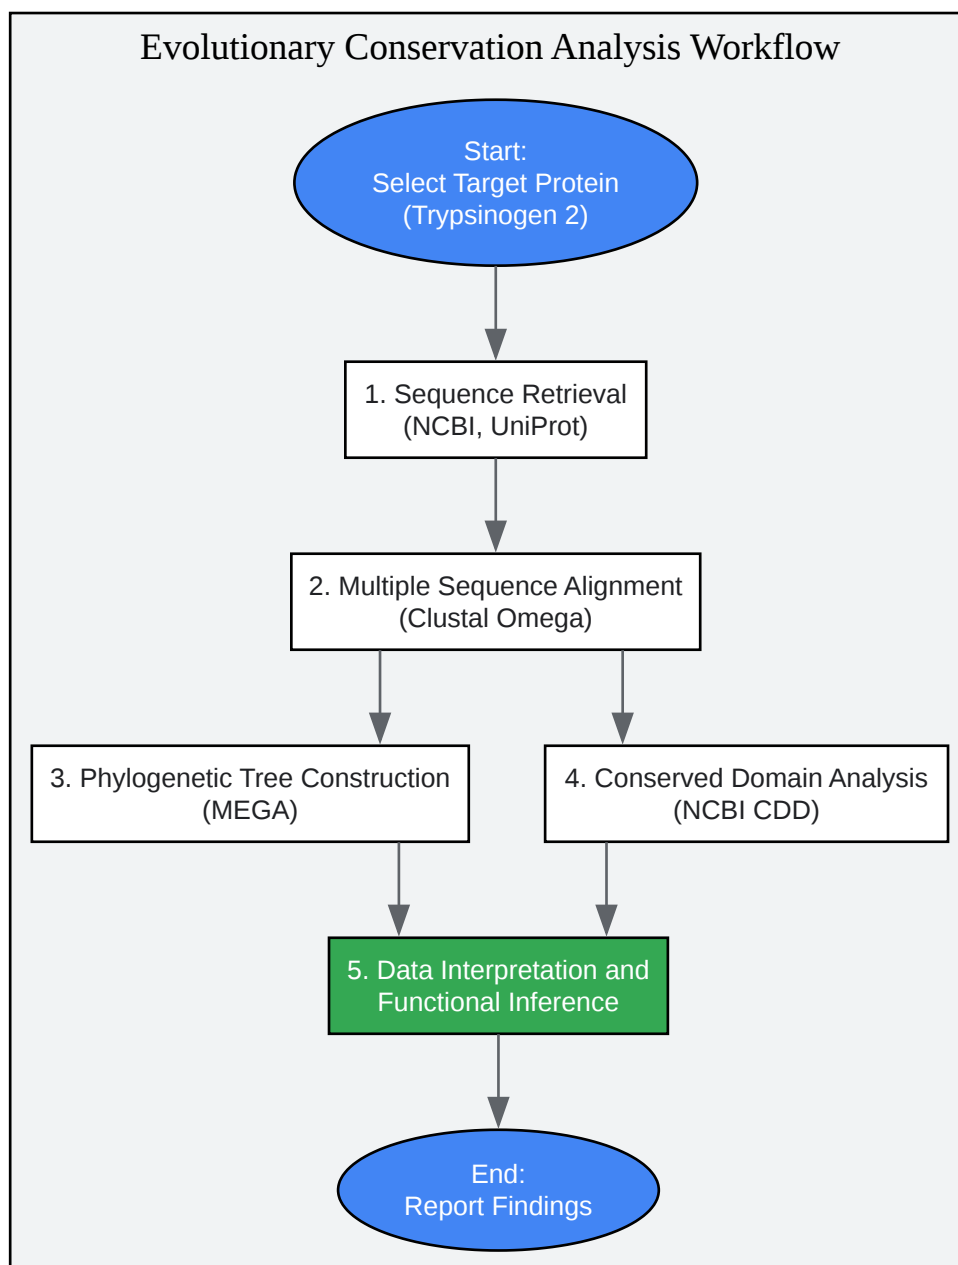 Evolutionary Conservation Analysis Workflow
Start:
Select Target Protein
(Trypsinogen 2)
1. Sequence Retrieval
(NCBI, UniProt)
2. Multiple Sequence Alignment
(Clustal Omega)
3. Phylogenetic Tree Construction
(MEGA)
4. Conserved Domain Analysis
(NCBI CDD)
5. Data Interpretation and
Functional Inference
End:
Report Findings